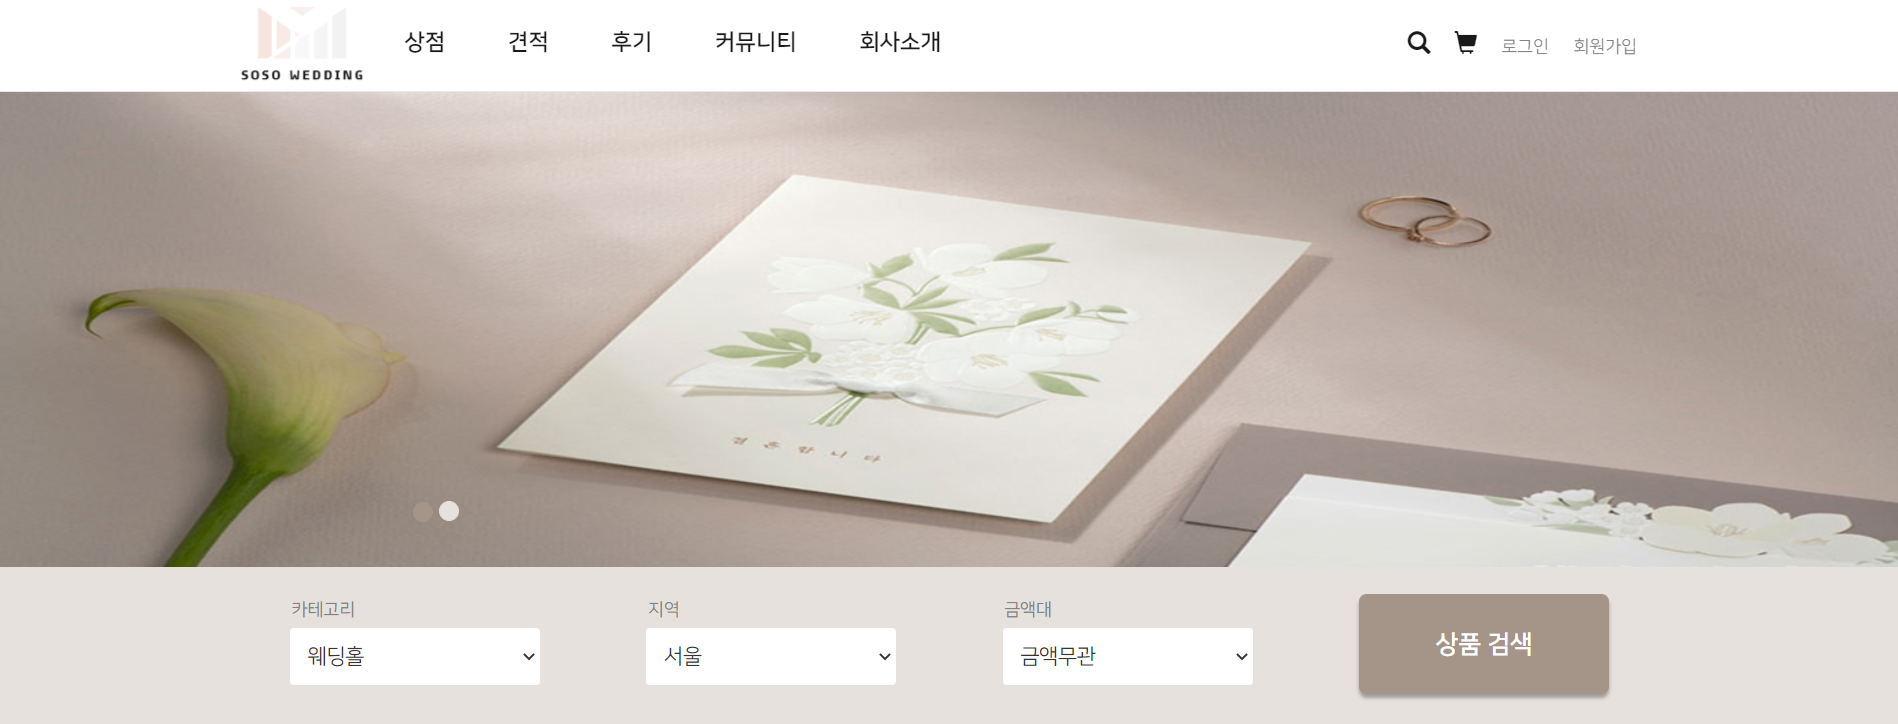 SOSO WEDDING
상점 견적 후기 커뮤니티 회사소개
로그인 회원가입
결혼합니다
카테고리 지역 금액대
웨딩홀 서울 금액무관
상품 검색